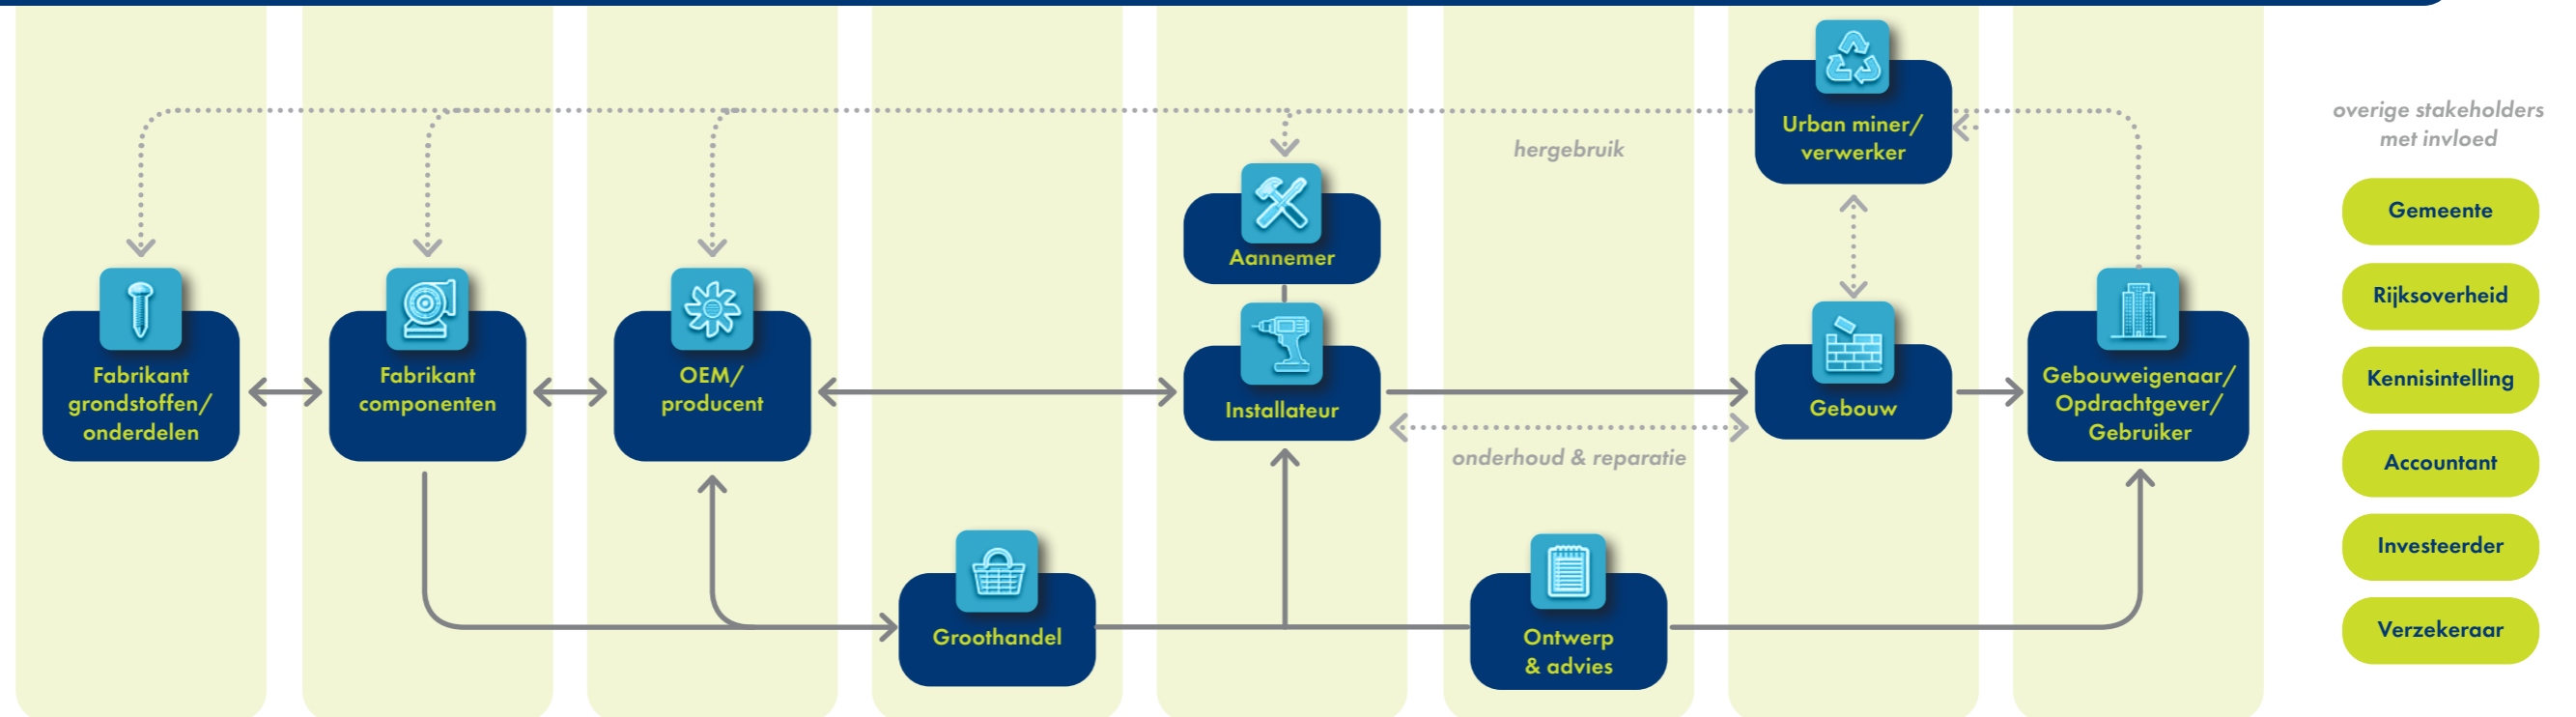 overige stakeholders
met invloed
Urban miner/
verwerker
hergebruik
Aannemer
Gemeente
Rijksoverheid
Fabrikant
grondstoffen/
onderdelen
Fabrikant
componenten
OEM/
producent
Installateur
Gebouw
Gebouweigenaar/
Opdrachtgever/
Gebruiker
Kennisintelling
onderhoud & reparatie
Accountant
Investeerder
Groothandel
Ontwerp
& advies
Verzekeraar